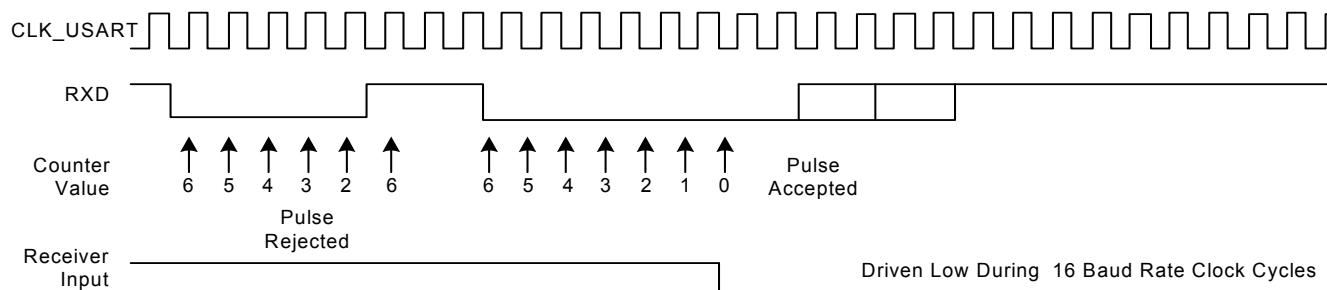 CLK_USART
RXD
Counter
Value
6 5 4 3 2 6 6 5 4 3 2 1 0
Pulse
Accepted
Pulse
Rejected
Receiver
Input
Driven Low During 16 Baud Rate Clock Cycles